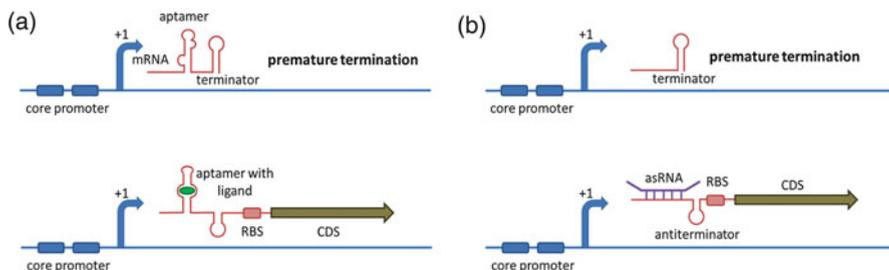 (a)
aptamer
+1
mRNA
premature termination
terminator
core promoter
+1
aptamer with
ligand
RBS
CDS
core promoter
(b)
+1
premature termination
terminator
core promoter
asRNA
RBS
CDS
+1
antiterminator
core promoter